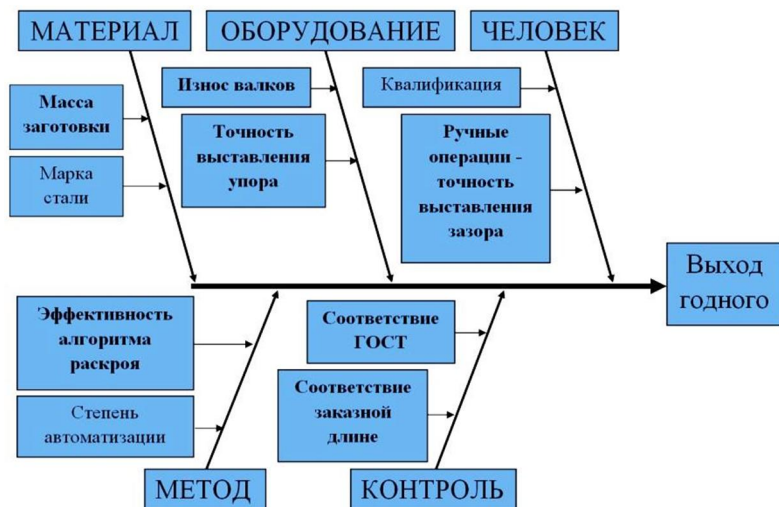 МАТЕРИАЛ
ОБОРУДОВАНИЕ
ЧЕЛОВЕК
Масса
заготовки
Марка
стали
Износ валков
Точность
выставления
упора
Квалификация
Ручные
операции -
точность
выставления
зазора
Выход
годного
Эффективность
алгоритма
раскроя
Степень
автоматизации
Соответствие
ГОСТ
Соответствие
заказной
длине
МЕТОД
КОНТРОЛЬ